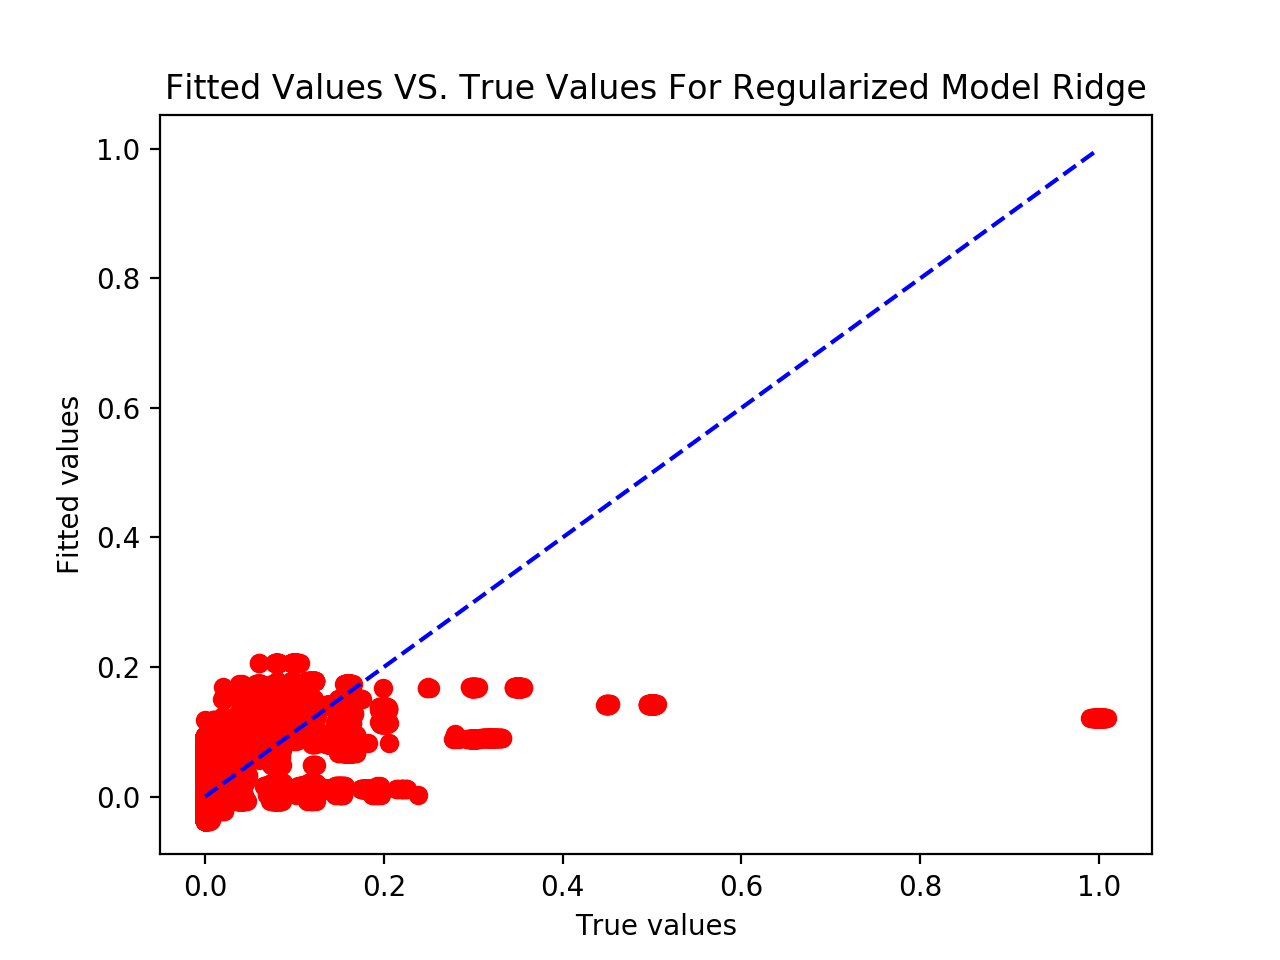 Fitted Values VS. True Values For Regularized Model Ridge
1.0
0.8
0.6
0.4
0.2
0.0
Fitted values
0.0 0.2 0.4 0.6 0.8 1.0
True values